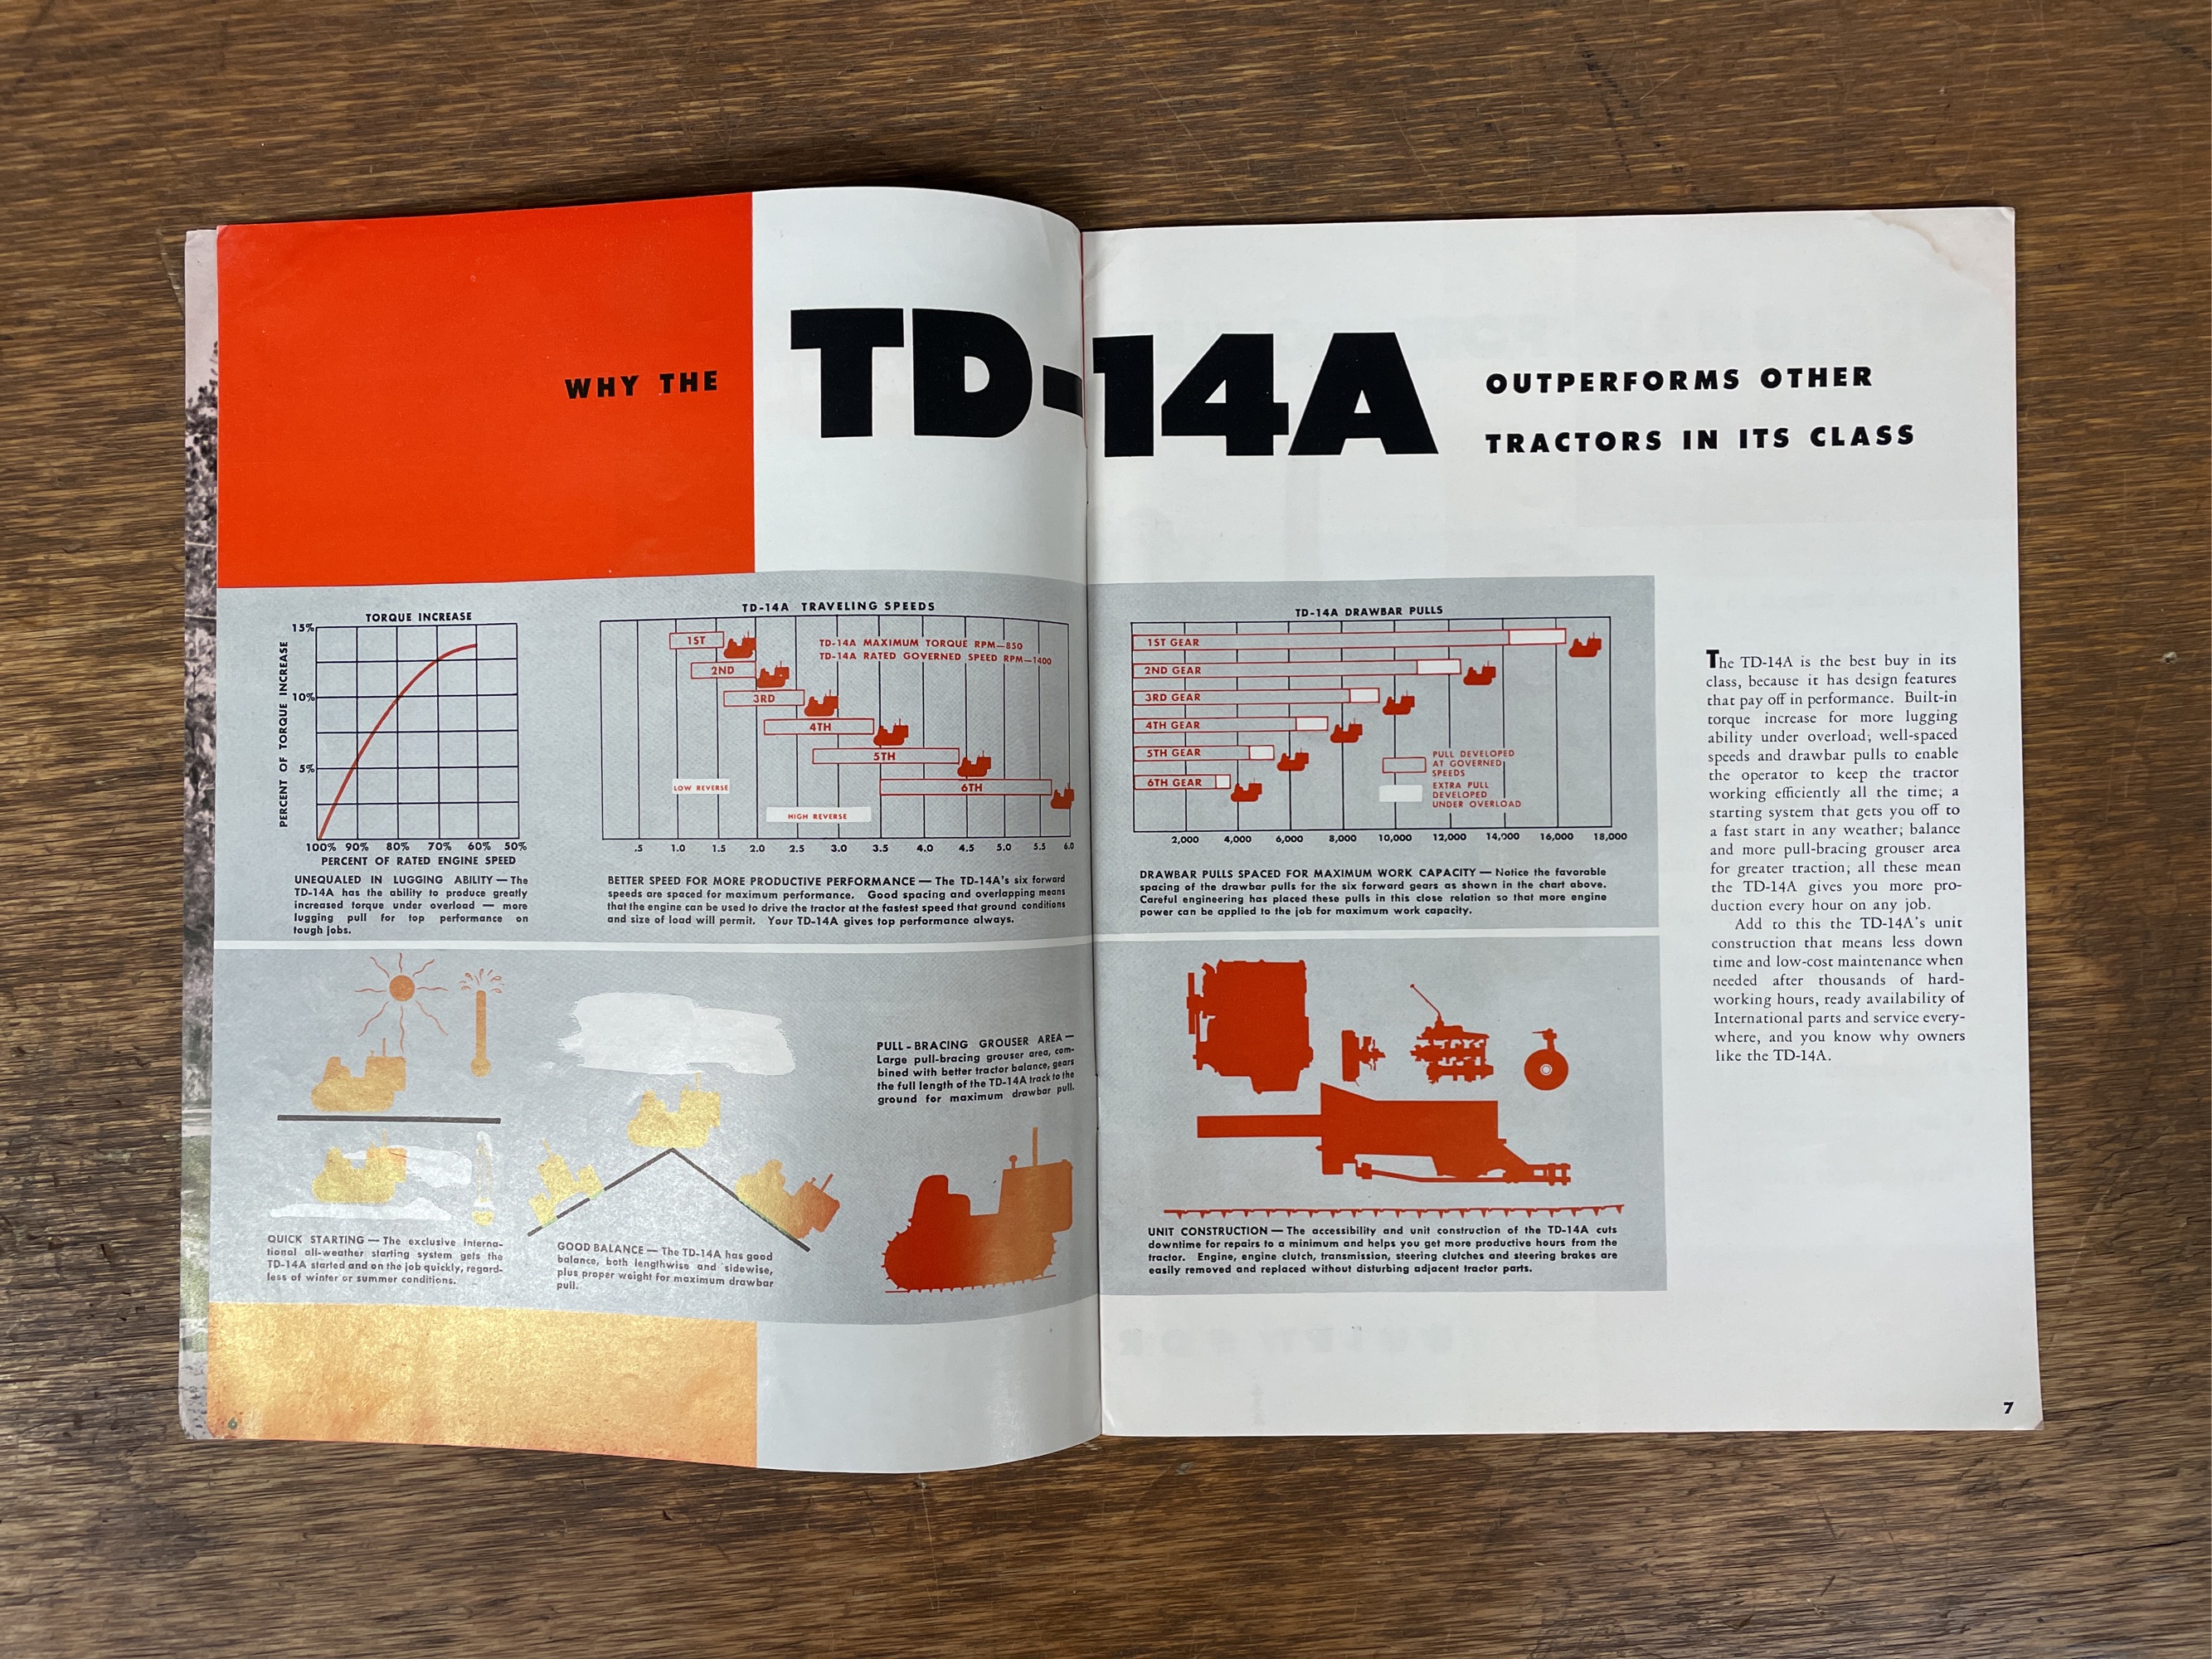 WHY THE
TD-14A
OUTPERFORMS OTHER
TRACTORS IN ITS CLASS
TORQUE INCREASE
15%
10%
5%
PERCENT OF TORQUE INCREASE
100% 90% 80% 70% 60% 50%
PERCENT OF RATED ENGINE SPEED
UNEQUALED IN LUGGING ABILITY — The
TD-14A has the ability to produce greatly
increased torque under overload — more
lugging pull for top performance on
tough jobs.
TD-14A TRAVELING SPEEDS
1ST
TD-14A MAXIMUM TORQUE RPM—850
TD-14A RATED GOVERNED SPEED RPM—1400
2ND
3RD
4TH
5TH
6TH
LOW REVERSE
HIGH REVERSE
.5 1.0 1.5 2.0 2.5 3.0 3.5 4.0 4.5 5.0 5.5 6.0
BETTER SPEED FOR MORE PRODUCTIVE PERFORMANCE — The TD-14A's six forward
speeds are spaced for maximum performance. Good spacing and overlapping means
that the engine can be used to drive the tractor at the fastest speed that ground conditions
and size of load will permit. Your TD-14A gives top performance always.
TD-14A DRAWBAR PULLS
1ST GEAR
2ND GEAR
3RD GEAR
4TH GEAR
5TH GEAR
6TH GEAR
PULL DEVELOPED
AT GOVERNED
SPEEDS
EXTRA PULL
DEVELOPED
UNDER OVERLOAD
2,000 4,000 6,000 8,000 10,000 12,000 14,000 16,000 18,000
DRAWBAR PULLS SPACED FOR MAXIMUM WORK CAPACITY — Notice the favorable
spacing of the drawbar pulls for the six forward gears as shown in the chart above.
Careful engineering has placed these pulls in this close relation so that more engine
power can be applied to the job for maximum work capacity.
QUICK STARTING — The exclusive Interna-
tional all-weather starting system gets the
TD-14A started and on the job quickly, regard-
less of winter or summer conditions.
GOOD BALANCE — The TD-14A has good
balance, both lengthwise and sidewise,
plus proper weight for maximum drawbar
pull.
PULL-BRACING GROUSER AREA —
Large pull-bracing grouser area, com-
bined with better tractor balance, gears
the full length of the TD-14A track to the
ground for maximum drawbar pull.
UNIT CONSTRUCTION — The accessibility and unit construction of the TD-14A cuts
downtime for repairs to a minimum and helps you get more productive hours from the
tractor. Engine, engine clutch, transmission, steering clutches and steering brakes are
easily removed and replaced without disturbing adjacent tractor parts.
The TD-14A is the best buy in its
class, because it has design features
that pay off in performance. Built-in
torque increase for more lugging
ability under overload; well-spaced
speeds and drawbar pulls to enable
the operator to keep the tractor
working efficiently all the time; a
starting system that gets you off to
a fast start in any weather; balance
and more pull-bracing grouser area
for greater traction; all these mean
the TD-14A gives you more pro-
duction every hour on any job.
Add to this the TD-14A's unit
construction that means less down
time and low-cost maintenance when
needed after thousands of hard-
working hours, ready availability of
International parts and service every-
where, and you know why owners
like the TD-14A.
6
7